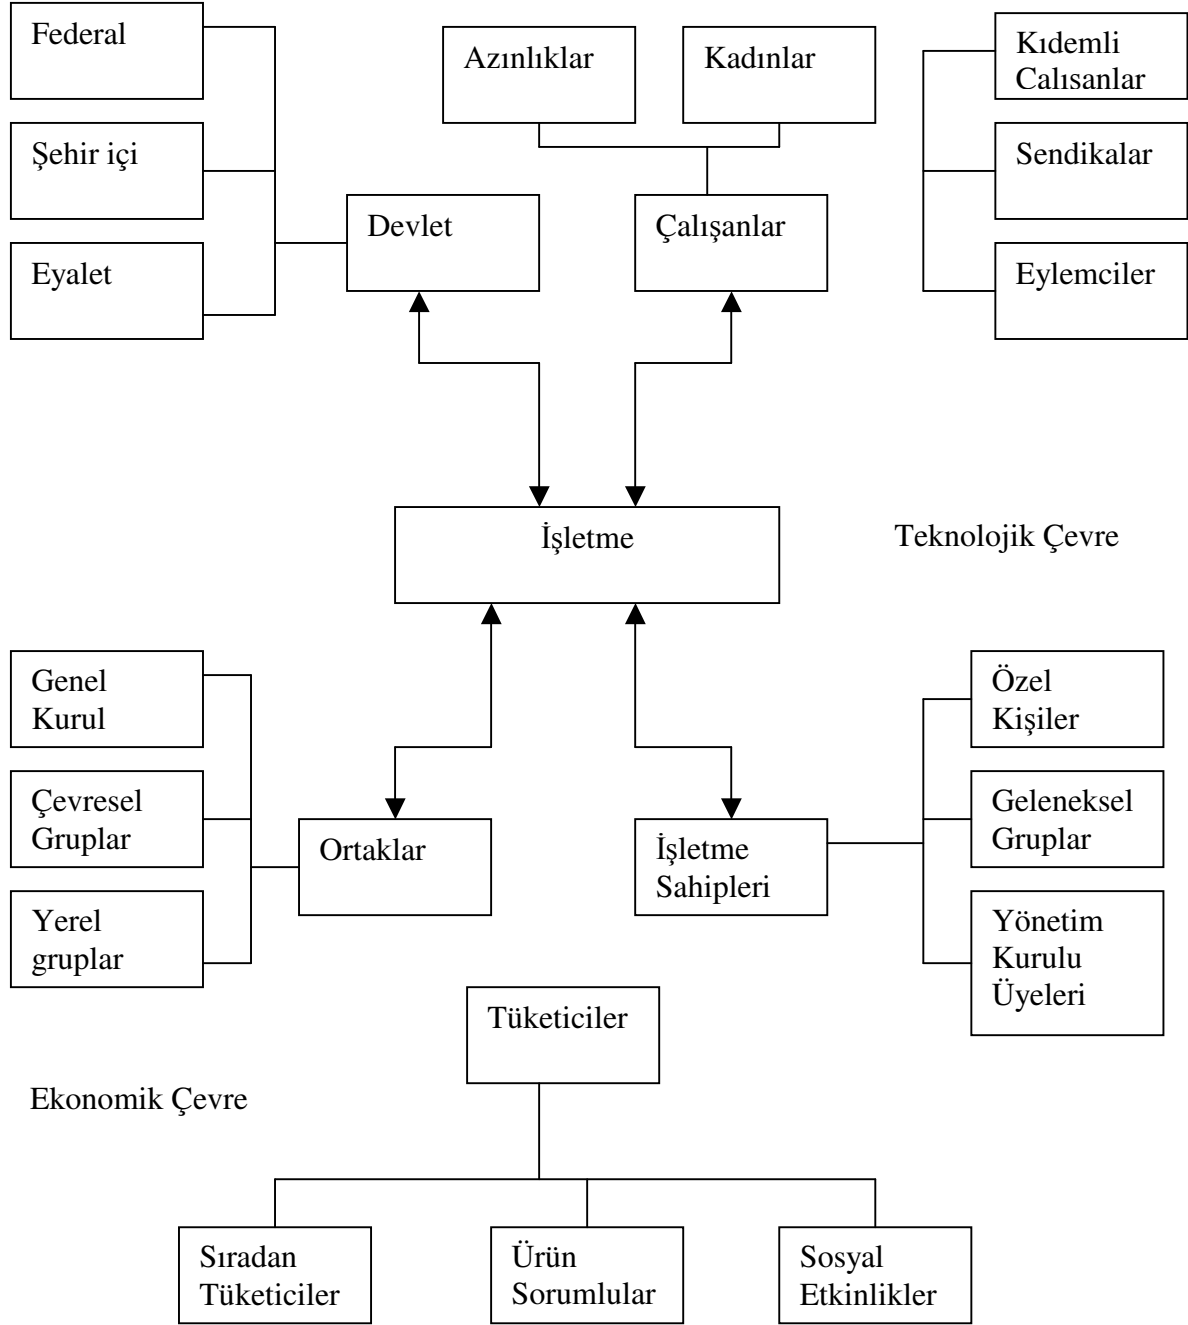 Federal
Azınlıklar
Kadınlar
Kıdemli
Calısanlar
Şehir içi
Sendikalar
Devlet
Çalışanlar
Eyalet
Eylemciler
İşletme
Teknolojik Çevre
Genel
Kurul
Özel
Kişiler
Çevresel
Gruplar
Ortaklar
İşletme
Sahipleri
Geleneksel
Gruplar
Yerel
gruplar
Yönetim
Kurulu
Üyeleri
Tüketiciler
Ekonomik Çevre
Sıradan
Tüketiciler
Ürün
Sorumlular
Sosyal
Etkinlikler